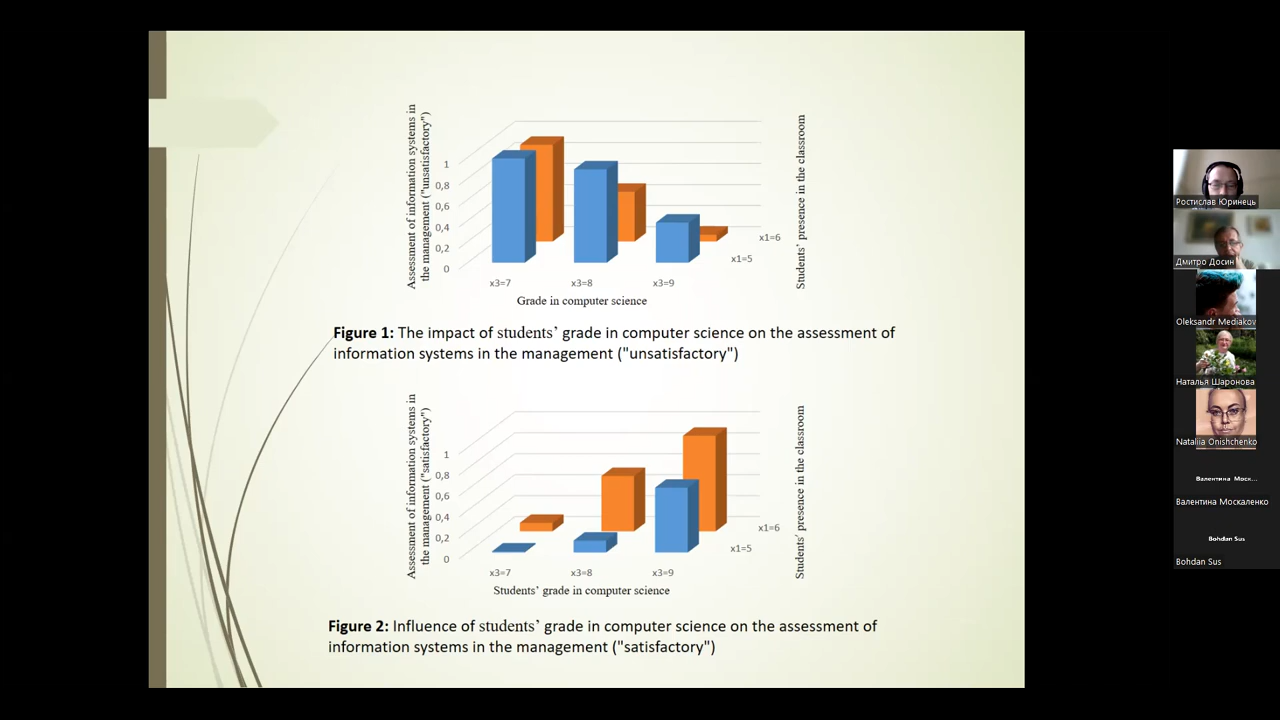 Assessment of information systems in
the management ("unsatisfactory")
1
0,8
0,6
0,4
0,2
0
x3=7
x3=8
x3=9
x1=6
x1=5
Students’ presence in the classroom
Grade in computer science
Figure 1: The impact of students’ grade in computer science on the assessment of
information systems in the management ("unsatisfactory")
Assessment of information systems in
the management ("satisfactory")
1
0,8
0,6
0,4
0,2
0
x3=7
x3=8
x3=9
x1=6
x1=5
Students’ presence in the classroom
Students’ grade in computer science
Figure 2: Influence of students’ grade in computer science on the assessment of
information systems in the management ("satisfactory")
Ростислав Юринець
Дмитро Досин
Oleksandr Mediakov
Наталья Шаронова
Nataliia Onishchenko
Валентина Моск...
Валентина Москаленко
Bohdan Sus
Bohdan Sus